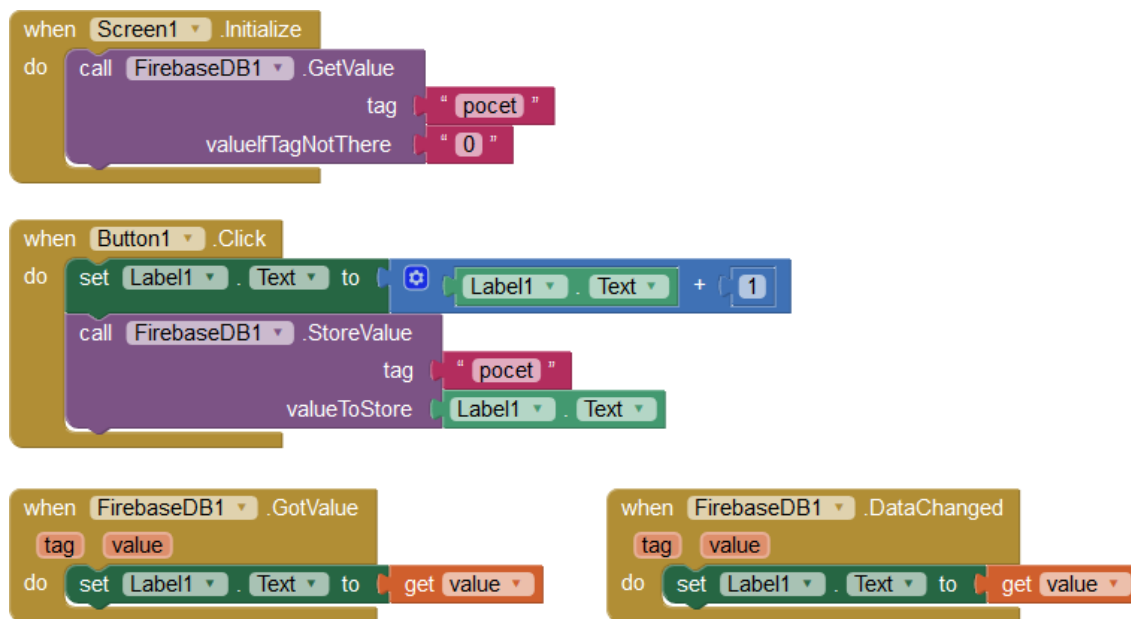 when Screen1 .Initialize
do call FirebaseDB1 .GetValue
tag " pocet "
valueIfTagNotThere " 0 "
when Button1 .Click
do set Label1 . Text to Label1 . Text + 1
call FirebaseDB1 .StoreValue
tag " pocet "
valueToStore Label1 . Text
when FirebaseDB1 .GotValue
tag value
do set Label1 . Text to get value
when FirebaseDB1 .DataChanged
tag value
do set Label1 . Text to get value